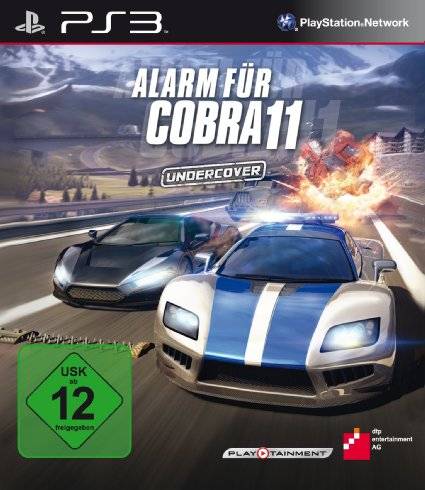 PS3
PlayStation®Network
ALARM FÜR
COBRA 11
UNDERCOVER
USK
ab
12
freigegeben
PLAYTAINMENT
dtp
entertainment
AG